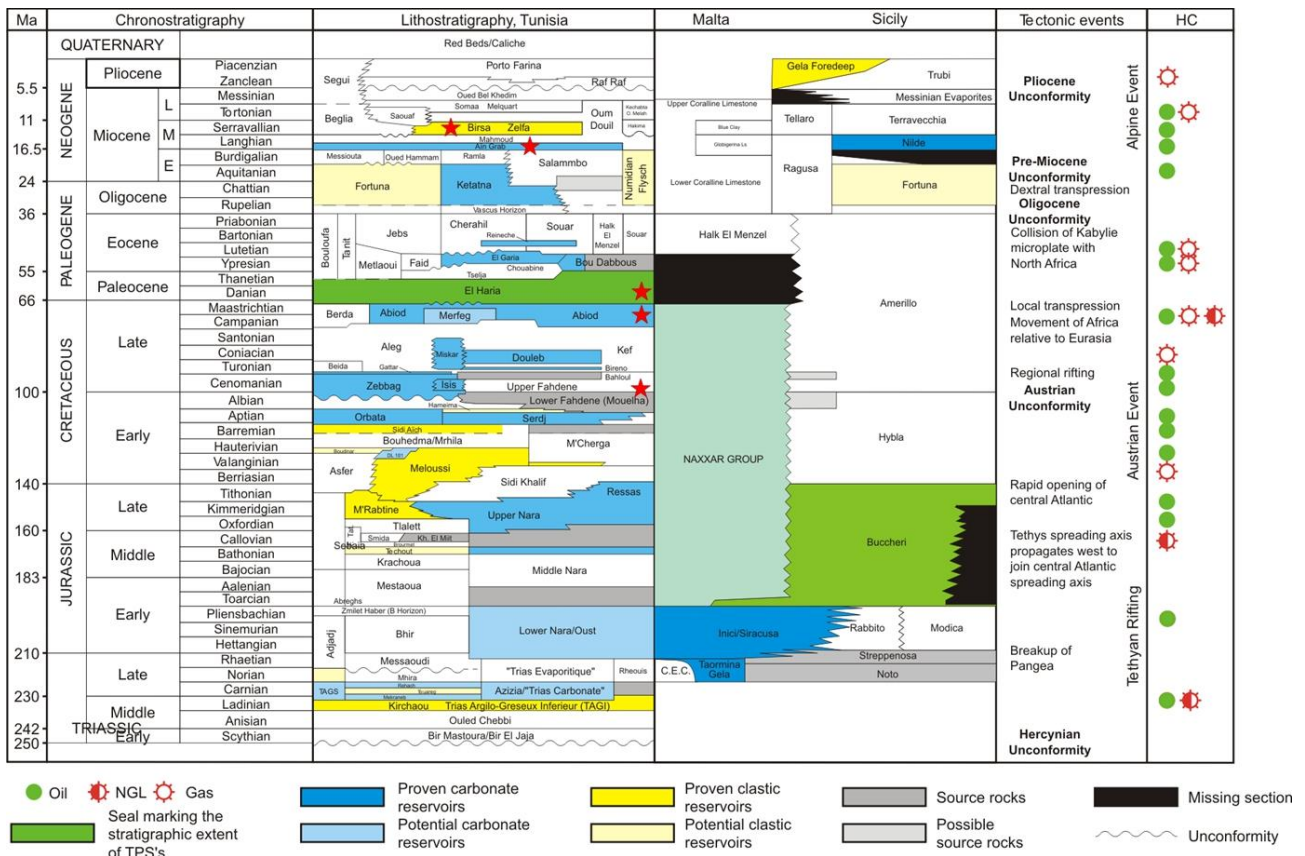 Ma Chronostratigraphy Lithostratigraphy, Tunisia Malta Sicily Tectonic events HC
QUATERNARY
NEOGENE
PALEOGENE
CRETACEOUS
JURASSIC
TRIASSIC
Pliocene
Miocene
L
M
E
Oligocene
Eocene
Paleocene
Late
Early
Late
Middle
Early
Late
Middle
Early
5.5
11
16.5
24
36
55
66
100
140
160
183
210
230
242
250
Piacenzian
Zanclean
Messinian
Tortonian
Serravallian
Langhian
Burdigalian
Aquitanian
Chattian
Rupelian
Priabonian
Bartonian
Lutetian
Ypresian
Thanetian
Danian
Maastrichtian
Campanian
Santonian
Coniacian
Turonian
Cenomanian
Albian
Aptian
Barremian
Hauterivian
Valanginian
Berriasian
Tithonian
Kimmeridgian
Oxfordian
Callovian
Bathonian
Bajocian
Aalenian
Toarcian
Pliensbachian
Sinemurian
Hettangian
Rhaetian
Norian
Carnian
Ladinian
Anisian
Scythian
Red Beds/Caliche
Porto Farina
Segui
Raf Raf
Oued Bel Khedim
Somaa Melquart
Saouaf
Oum
Douil
Beglia
Birsa Zelfa
Mahmoud
Ain Grab
Messiouta
Oued Hammam
Ramla
Salammbo
Numidian
Flysch
Fortuna
Ketatna
Vascus Horizon
Bouloufa
Tanit
Jebs
Cherahil
Souar
Halk
El
Menzel
Souar
Reineche
Metlaoui
Faid
El Garia
Bou Dabbous
Chouabine
Tselja
El Haria
Berda
Abiod
Merfeg
Abiod
Aleg
Miskar
Douleb
Kef
Bireno
Beida
Gattar
Bahloul
Zebbag
Isis
Upper Fahdene
Lower Fahdene (Mouelha)
Hameima
Orbata
Serdj
Sidi Aich
Bouhedma/Mrhila
M'Cherga
Asfer
Meloussi
Sidi Khalif
Ressas
M'Rabtine
Upper Nara
Tlalett
Smida
Kh. El Mit
Sebaia
Techout
Krachoua
Middle Nara
Mestaoua
Abreghs
Zmilet Haber (B Horizon)
Adjadj
Bhir
Lower Nara/Oust
Messaoudi
Mhira
"Trias Evaporitique"
Rheouis
TAGS
Azizia/"Trias Carbonate"
Kirchaou Trias Argilo-Greseux Inferieur (TAGI)
Ouled Chebbi
Bir Mastoura/Bir El Jaja
Upper Coralline Limestone
Blue Clay
Globigerina Ls
Lower Coralline Limestone
Halk El Menzel
NAXXAR GROUP
Gela Foredeep
Trubi
Messinian Evaporites
Tellaro
Terravecchia
Nilde
Ragusa
Fortuna
Amerillo
Hybla
Buccheri
Inici/Siracusa
Rabbito
Modica
Streppenosa
C.E.C.
Taormina
Gela
Noto
Pliocene
Unconformity
Pre-Miocene
Unconformity
Dextral transpression
Oligocene
Unconformity
Collision of Kabylie
microplate with
North Africa
Local transpression
Movement of Africa
relative to Eurasia
Regional rifting
Austrian
Unconformity
Rapid opening of
central Atlantic
Tethys spreading axis
propagates west to
join central Atlantic
spreading axis
Breakup of
Pangea
Hercynian
Unconformity
Alpine Event
Austrian Event
Tethyan Rifting
Oil NGL Gas
Seal marking the
stratigraphic extent
of TPS's
Proven carbonate
reservoirs
Potential carbonate
reservoirs
Proven clastic
reservoirs
Potential clastic
reservoirs
Source rocks
Possible
source rocks
Missing section
Unconformity